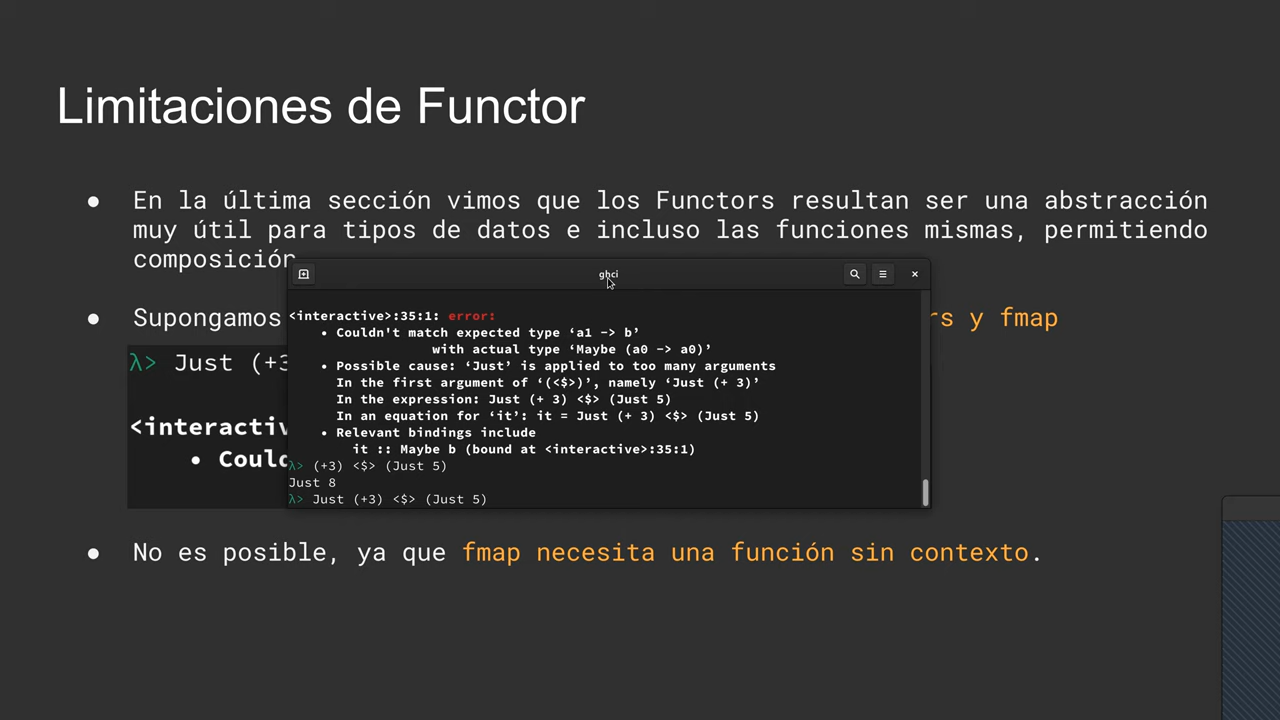 Limitaciones de Functor
● En la última sección vimos que los Functors resultan ser una abstracción
muy útil para tipos de datos e incluso las funciones mismas, permitiendo
composición
● Supongamos
y fmap
λ> Just (+3
<interactiv
•
ghci
<interactive>:35:1: error:
• Couldn't match expected type ‘a1 -> b’
with actual type ‘Maybe (a0 -> a0)’
• Possible cause: ‘Just’ is applied to too many arguments
In the first argument of ‘(<$>)’, namely ‘Just (+ 3)’
In the expression: Just (+ 3) <$> (Just 5)
In an equation for ‘it’: it = Just (+ 3) <$> (Just 5)
• Relevant bindings include
it :: Maybe b (bound at <interactive>:35:1)
λ> (+3) <$> (Just 5)
Just 8
λ> Just (+3) <$> (Just 5)
● No es posible, ya que fmap necesita una función sin contexto.